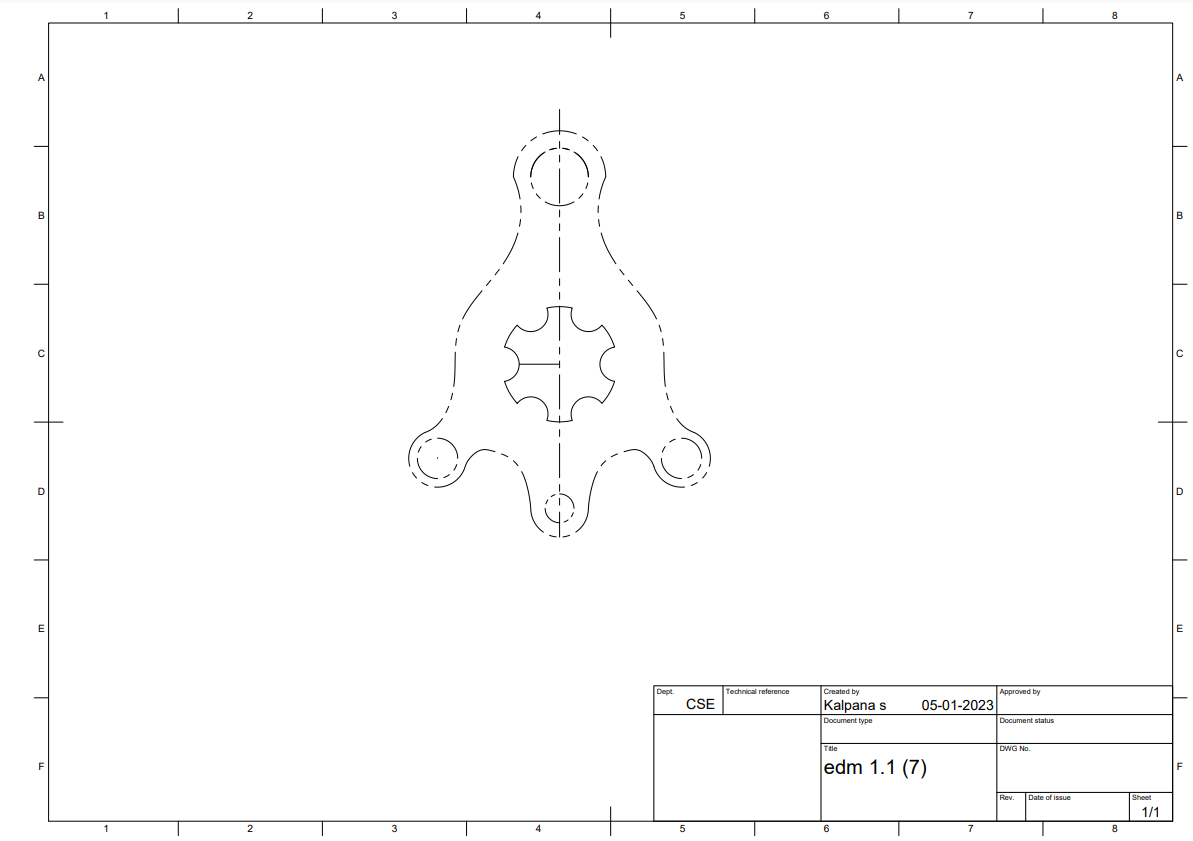 1 2 3 4 5 6 7 8
A A
B B
C C
D D
E E
Dept. Technical reference Created by Approved by
CSE Kalpana s 05-01-2023
Document type Document status
Title DWG No.
edm 1.1 (7)
F F
Rev. Date of issue Sheet
1/1
1 2 3 4 5 6 7 8